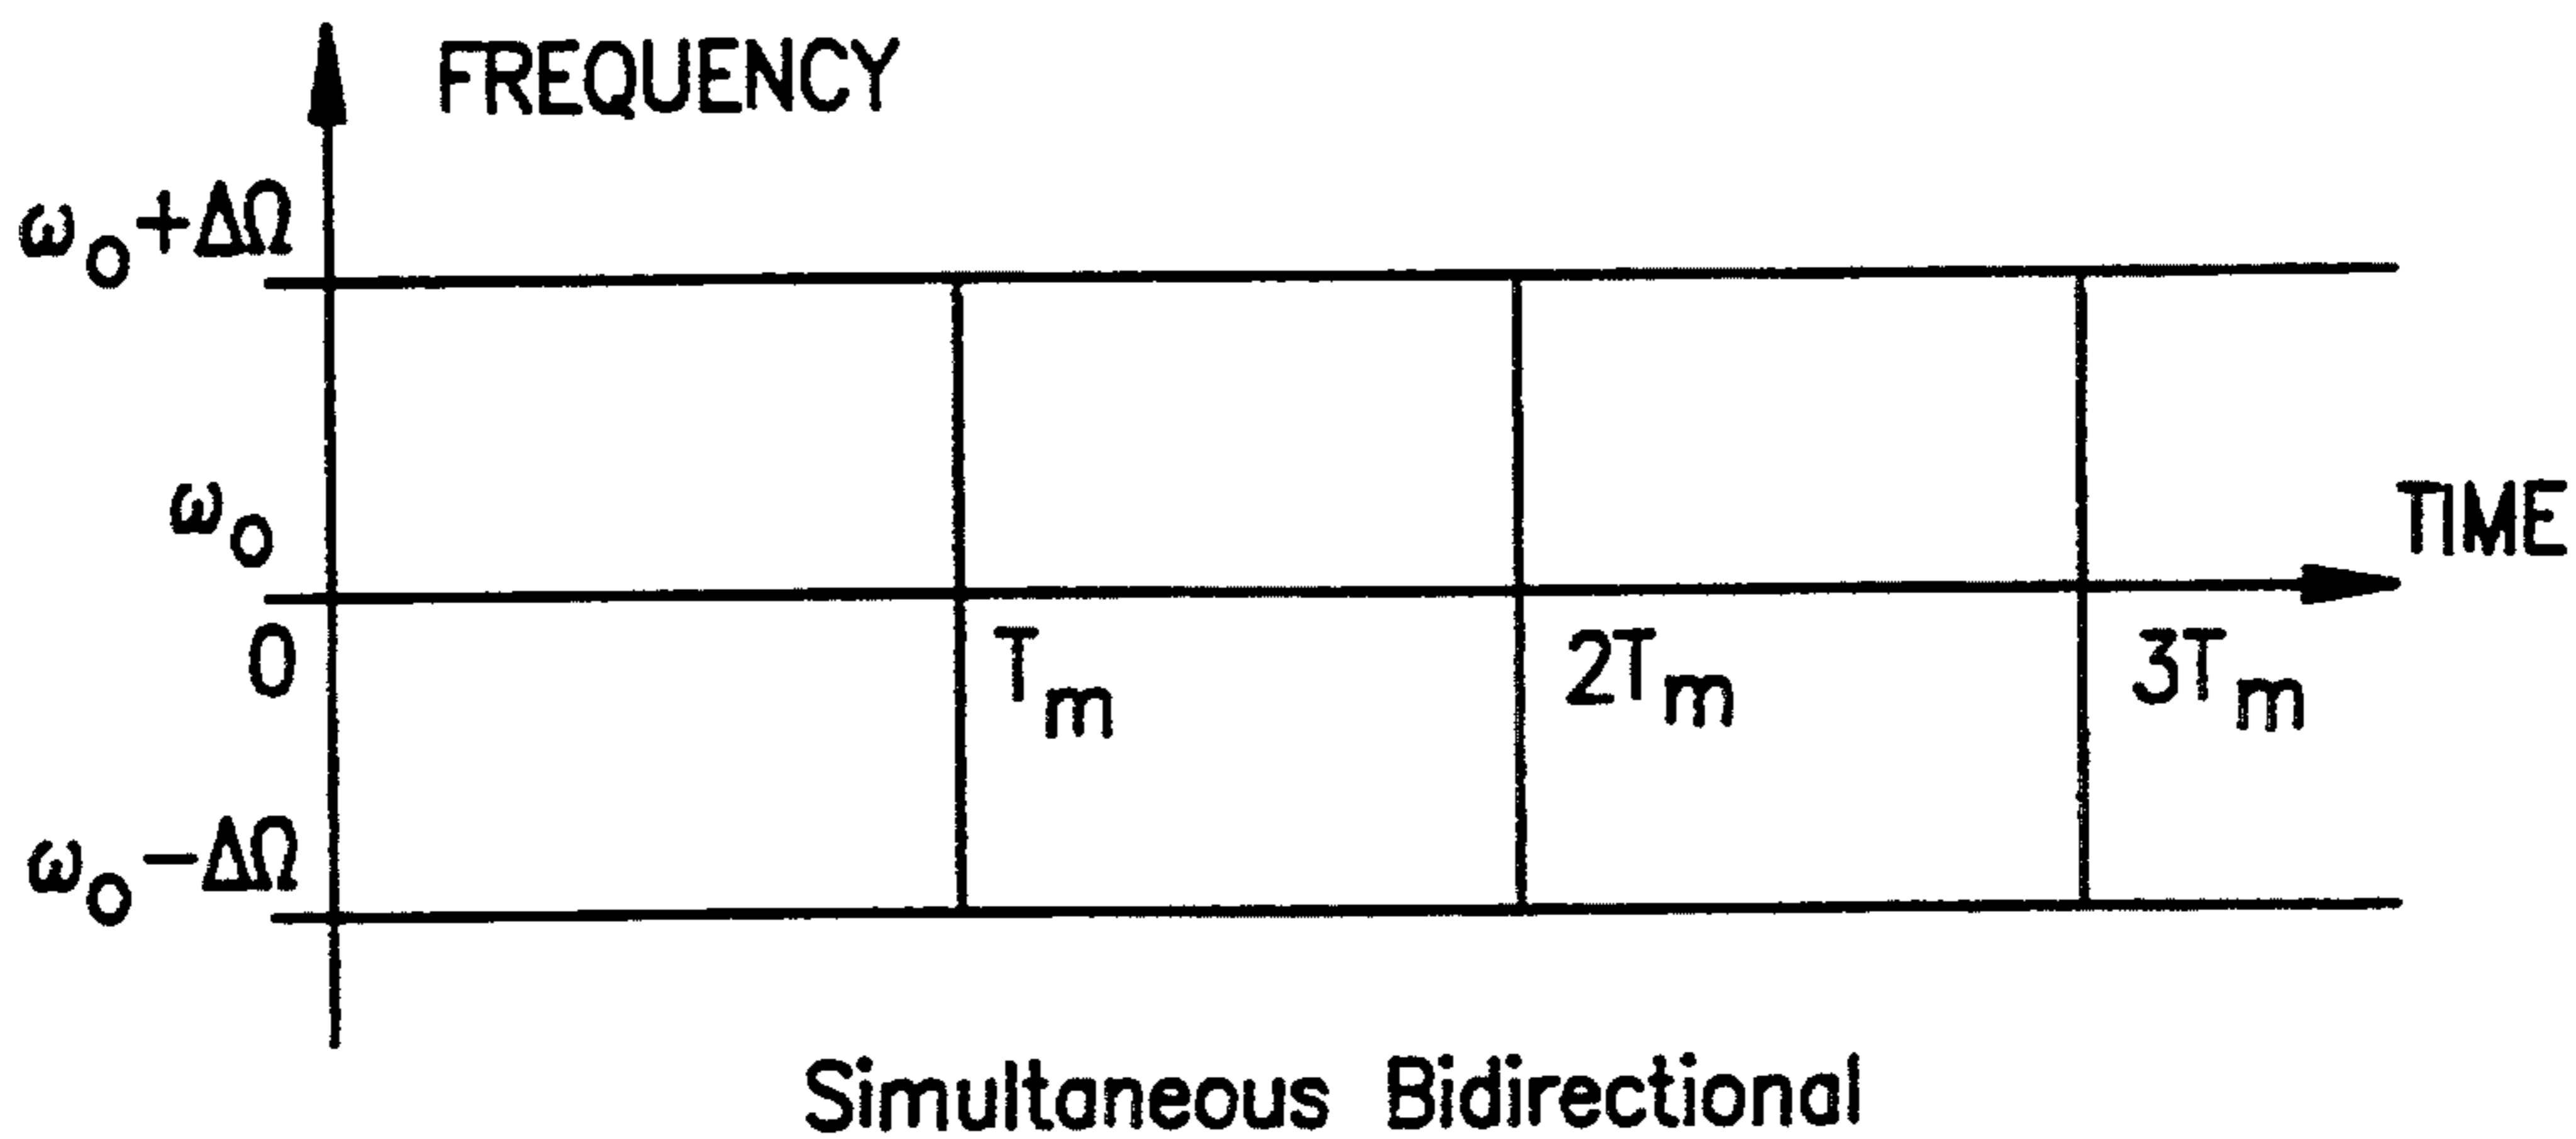 FREQUENCY
ω₀+ΔΩ
ω₀
TIME
0
Tₘ
2Tₘ
3Tₘ
ω₀−ΔΩ
Simultaneous Bidirectional